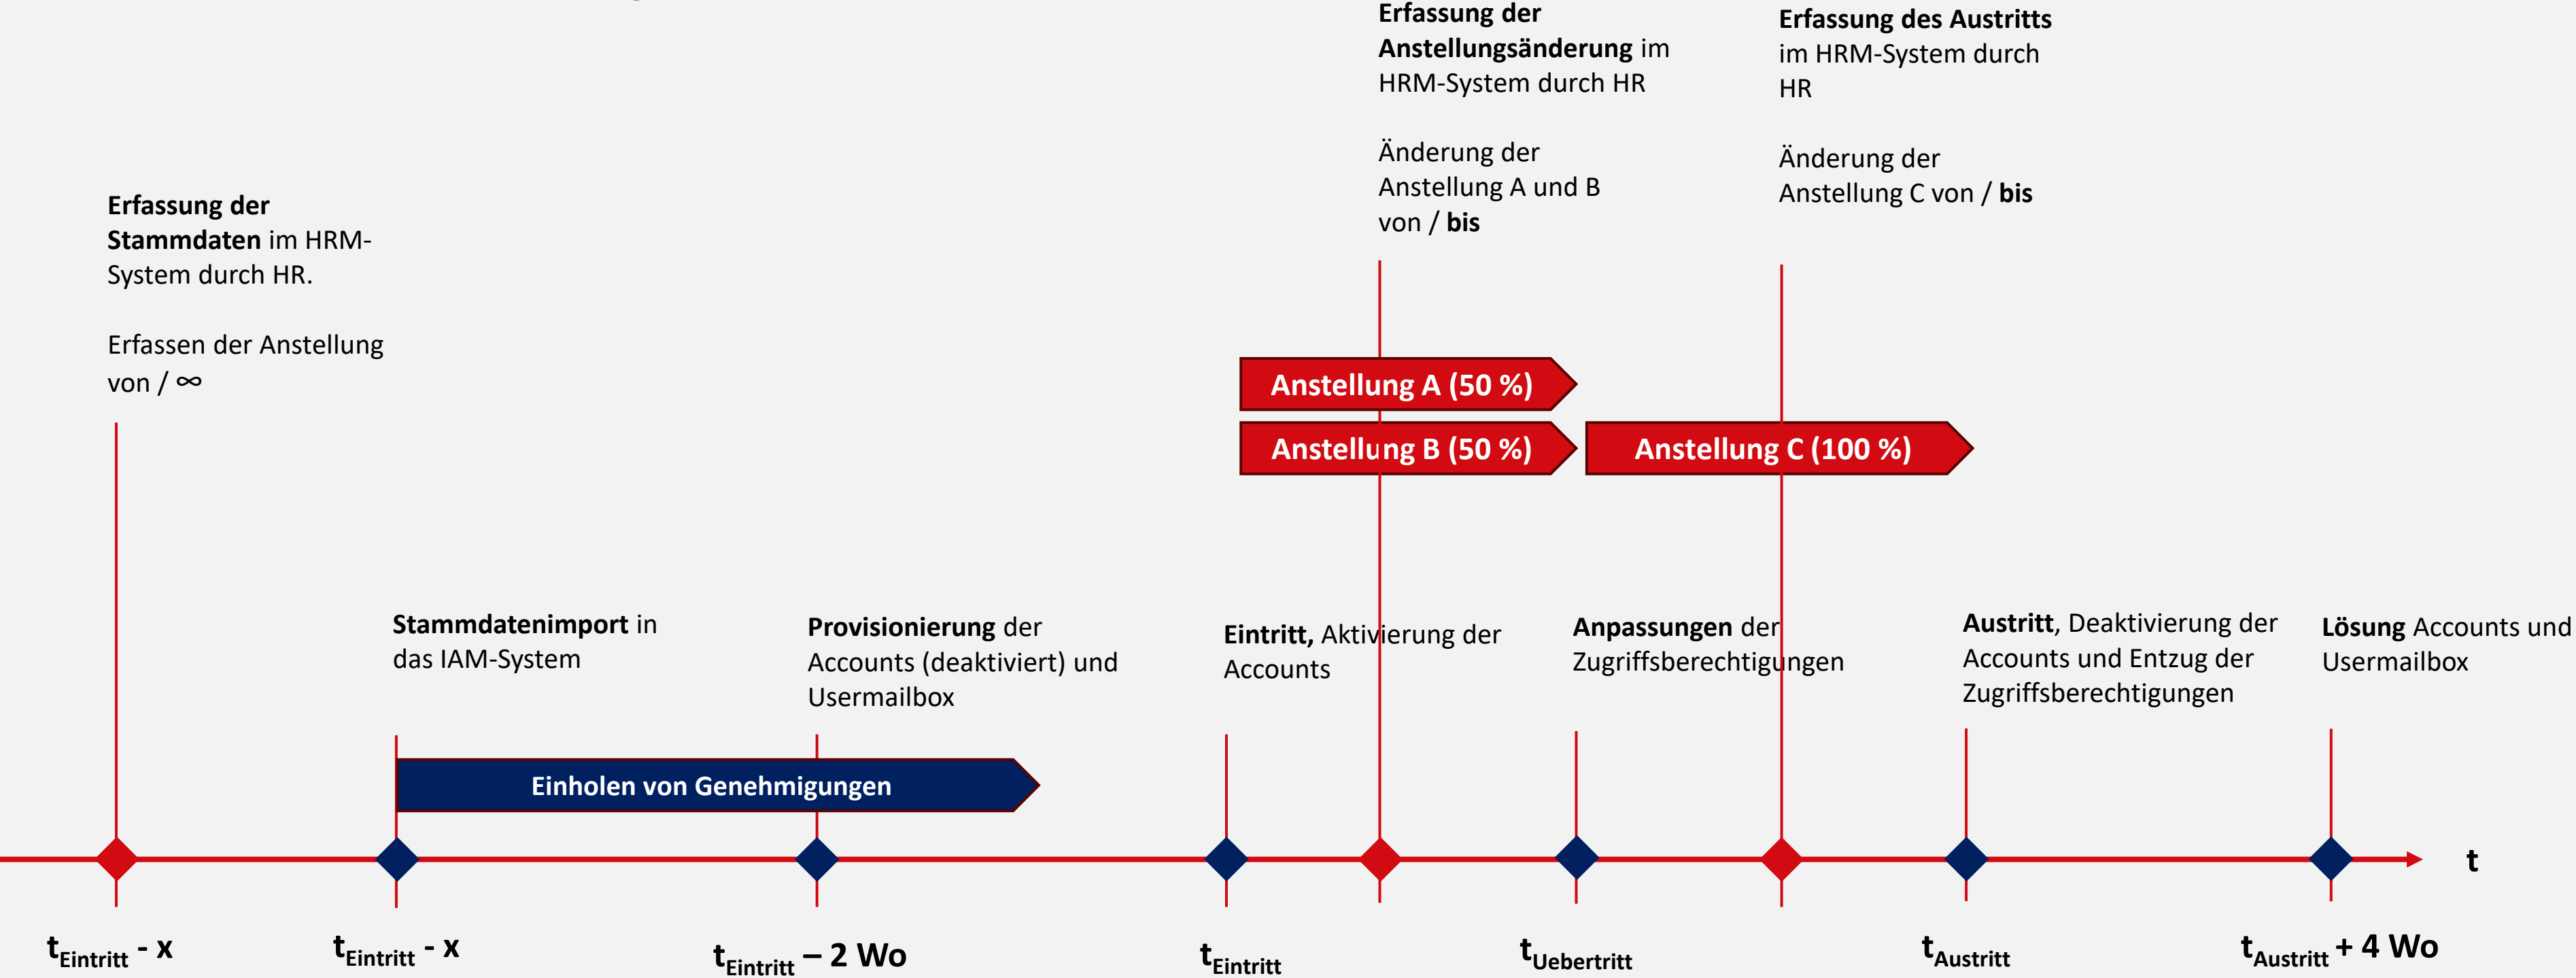 Erfassung der
Anstellungsänderung im
HRM-System durch HR
Änderung der
Anstellung A und B
von / bis
Erfassung des Austritts
im HRM-System durch
HR
Änderung der
Anstellung C von / bis
Erfassung der
Stammdaten im HRM-
System durch HR.
Erfassen der Anstellung
von / ∞
Anstellung A (50 %)
Anstellung B (50 %)
Anstellung C (100 %)
Stammdatenimport in
das IAM-System
Provisionierung der
Accounts (deaktiviert) und
Usermailbox
Eintritt, Aktivierung der
Accounts
Anpassungen der
Zugriffsberechtigungen
Austritt, Deaktivierung der
Accounts und Entzug der
Zugriffsberechtigungen
Lösung Accounts und
Usermailbox
Einholen von Genehmigungen
t
tEintritt - x
tEintritt - x
tEintritt – 2 Wo
tEintritt
tUebertritt
tAustritt
tAustritt + 4 Wo